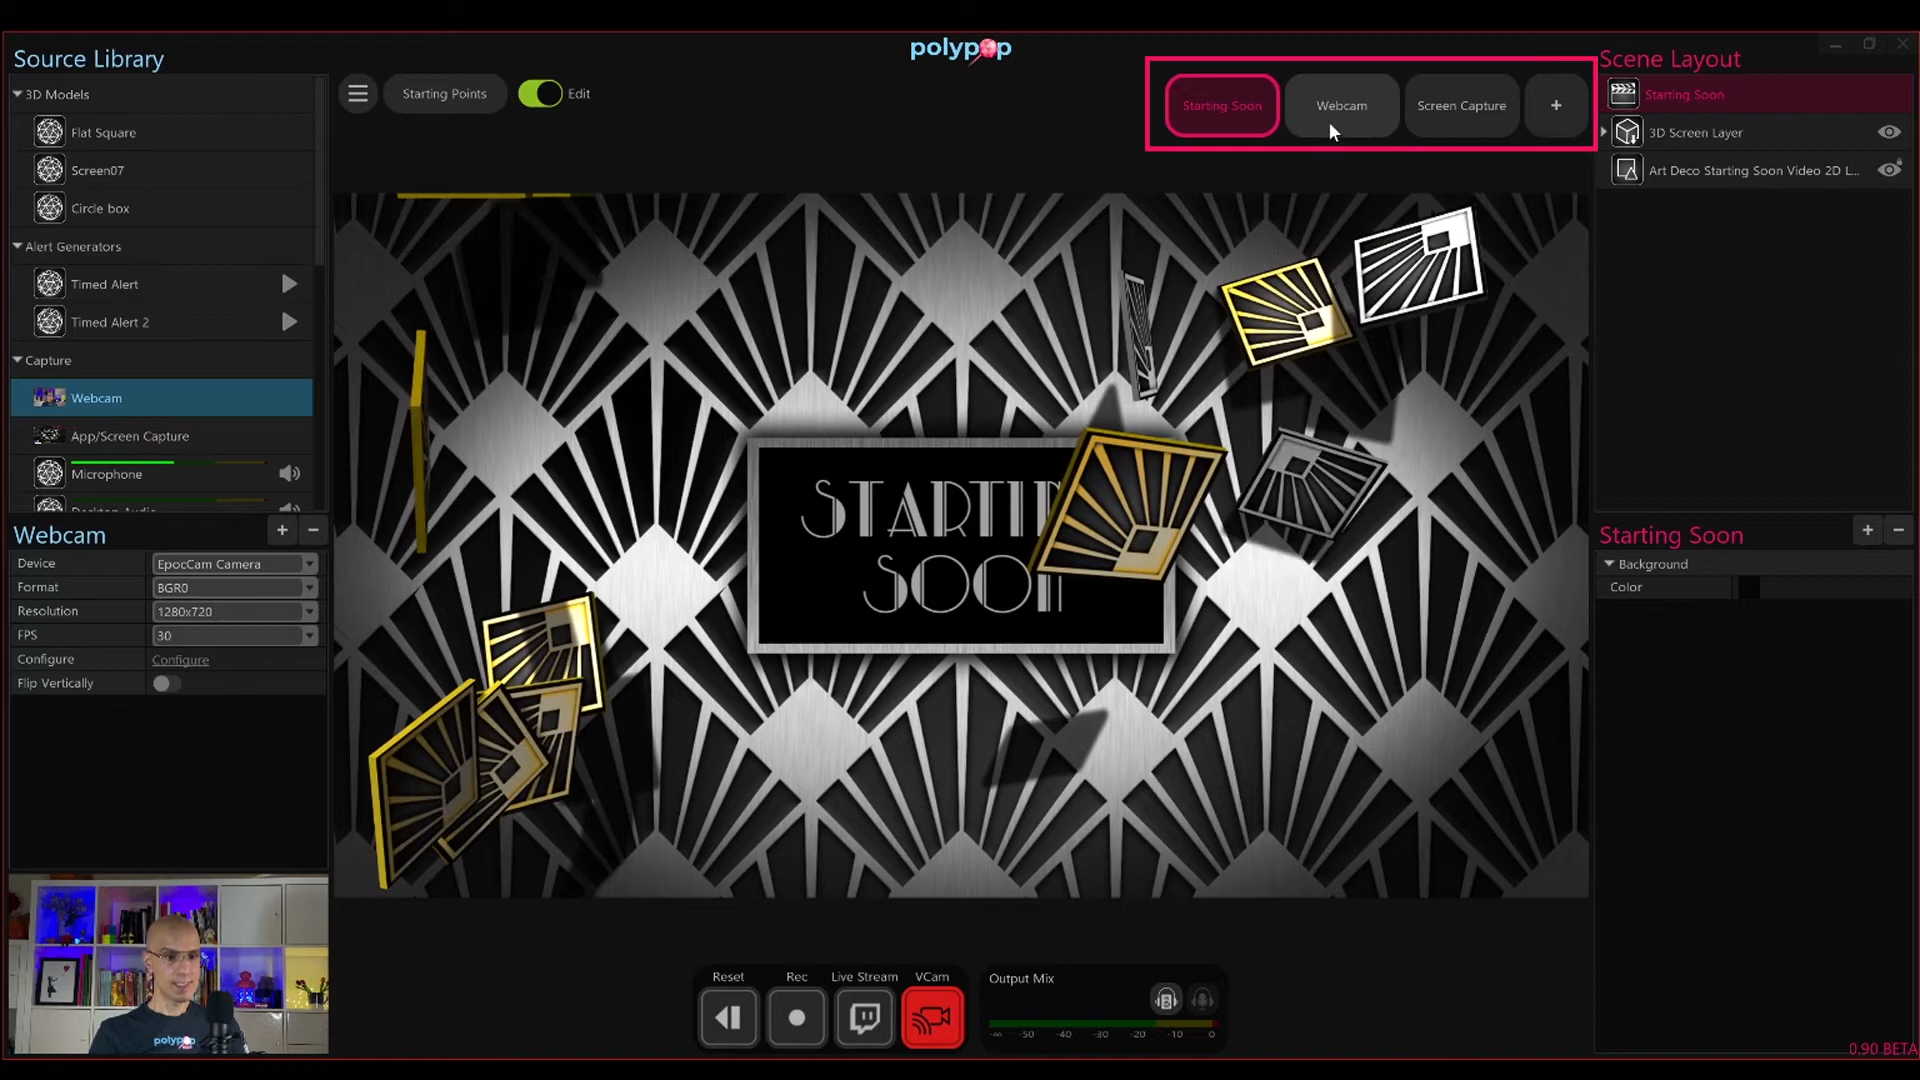 polypop
Source Library
3D Models
Flat Square
Screen07
Circle box
Alert Generators
Timed Alert
Timed Alert 2
Capture
Webcam
App/Screen Capture
Microphone
Desktop Audio
Webcam
+ -
Device EpocCam Camera
Format BGR0
Resolution 1280x720
FPS 30
Configure Configure
Flip Vertically
polypop
Starting Points
Edit
Starting Soon
Webcam
Screen Capture
+
STARTIN
SOON
Reset
Rec
Live Stream
VCam
Output Mix
-∞ -50 -40 -30 -20 -10 0
Scene Layout
Starting Soon
3D Screen Layer
Art Deco Starting Soon Video 2D L...
Starting Soon
+ -
Background
Color
0.90 BETA